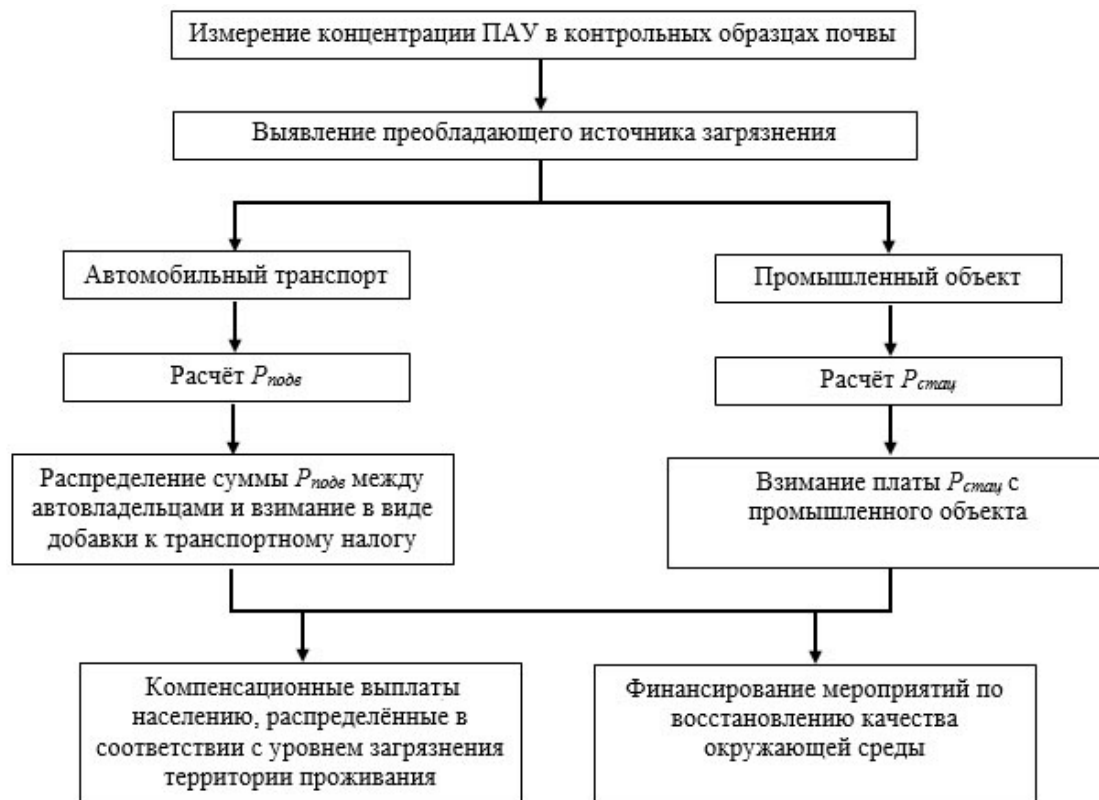 Измерение концентрации ПАУ в контрольных образцах почвы
Выявление преобладающего источника загрязнения
Автомобильный транспорт
Промышленный объект
Расчёт Рподв
Расчёт Рстац
Распределение суммы Рподв между
автовладельцами и взимание в виде
добавки к транспортному налогу
Взимание платы Рстац с
промышленного объекта
Компенсационные выплаты
населению, распределённые в
соответствии с уровнем загрязнения
территории проживания
Финансирование мероприятий по
восстановлению качества
окружающей среды